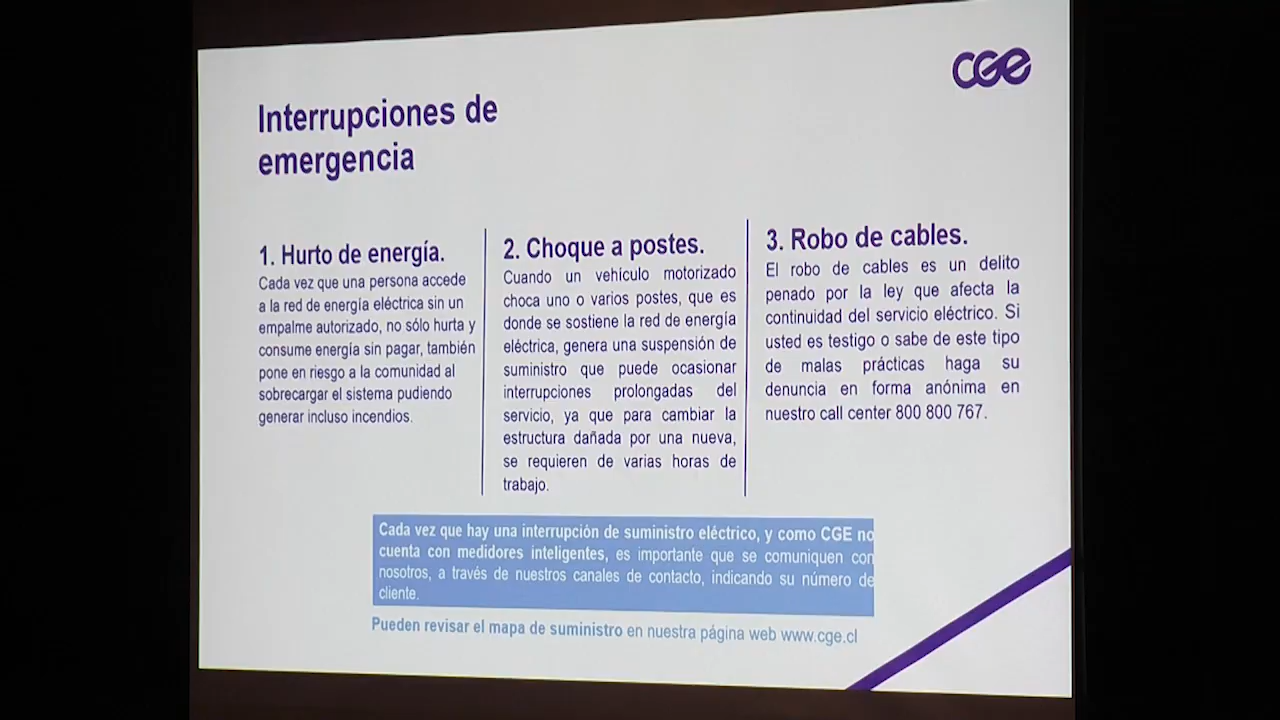 CGE
Interrupciones de
emergencia
1. Hurto de energía.
Cada vez que una persona accede
a la red de energía eléctrica sin un
empalme autorizado, no sólo hurta y
consume energía sin pagar, también
pone en riesgo a la comunidad al
sobrecargar el sistema pudiendo
generar incluso incendios.
2. Choque a postes.
Cuando un vehículo motorizado
choca uno o varios postes, que es
donde se sostiene la red de energía
eléctrica, genera una suspensión de
suministro que puede ocasionar
interrupciones prolongadas del
servicio, ya que para cambiar la
estructura dañada por una nueva,
se requieren de varias horas de
trabajo.
3. Robo de cables.
El robo de cables es un delito
penado por la ley que afecta la
continuidad del servicio eléctrico. Si
usted es testigo o sabe de este tipo
de malas prácticas haga su
denuncia en forma anónima en
nuestro call center 800 800 767.
Cada vez que hay una interrupción de suministro eléctrico, y como CGE no
cuenta con medidores inteligentes, es importante que se comuniquen con
nosotros, a través de nuestros canales de contacto, indicando su número de
cliente.
Pueden revisar el mapa de suministro en nuestra página web www.cge.cl